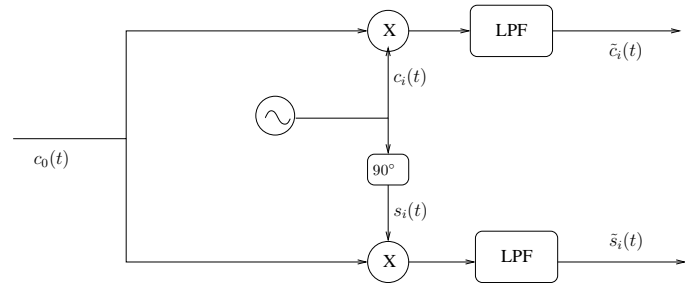 X
LPF
c̃ᵢ(t)
cᵢ(t)
c₀(t)
90°
sᵢ(t)
X
LPF
s̃ᵢ(t)